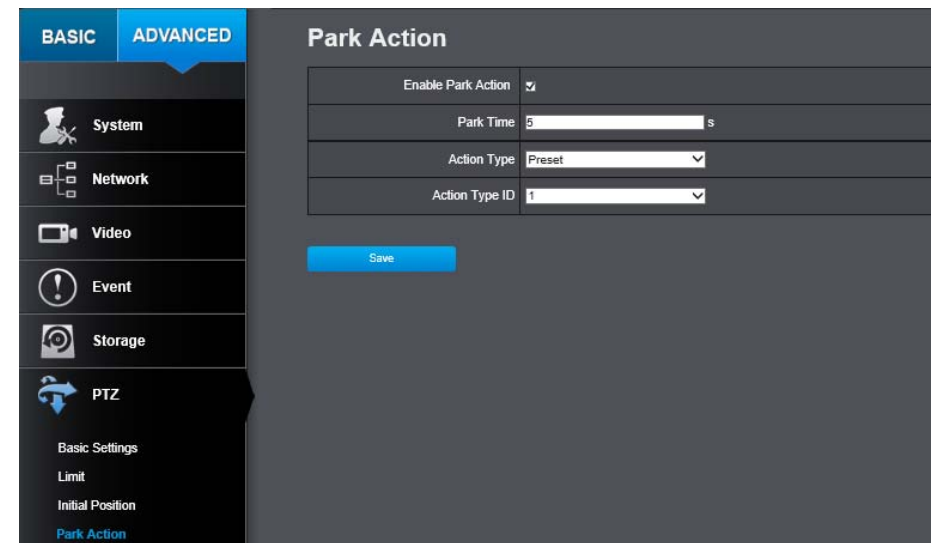 BASIC ADVANCED
System
Network
Video
Event
Storage
PTZ
Basic Settings
Limit
Initial Position
Park Action
Park Action
Enable Park Action
Park Time 5 s
Action Type Preset
Action Type ID 1
Save